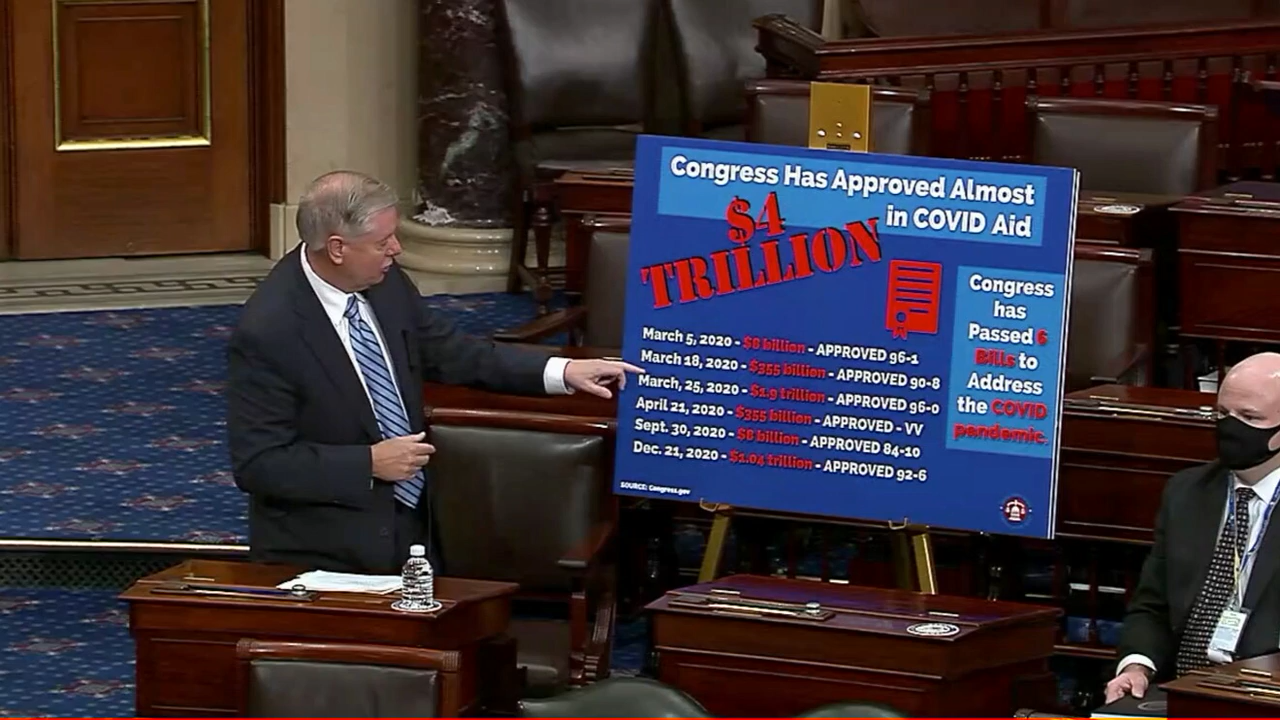 Congress Has Approved Almost
$4
TRILLION
in COVID Aid
March 5, 2020 - $8 billion - APPROVED 96-1
March 18, 2020 - $355 billion - APPROVED 90-8
March, 25, 2020 - $1.9 trillion - APPROVED 96-0
April 21, 2020 - $355 billion - APPROVED - VV
Sept. 30, 2020 - $8 billion - APPROVED 84-10
Dec. 21, 2020 - $1.04 trillion - APPROVED 92-6
SOURCE: Congress.gov
Congress
has
Passed 6
Bills to
Address
the COVID
pandemic.